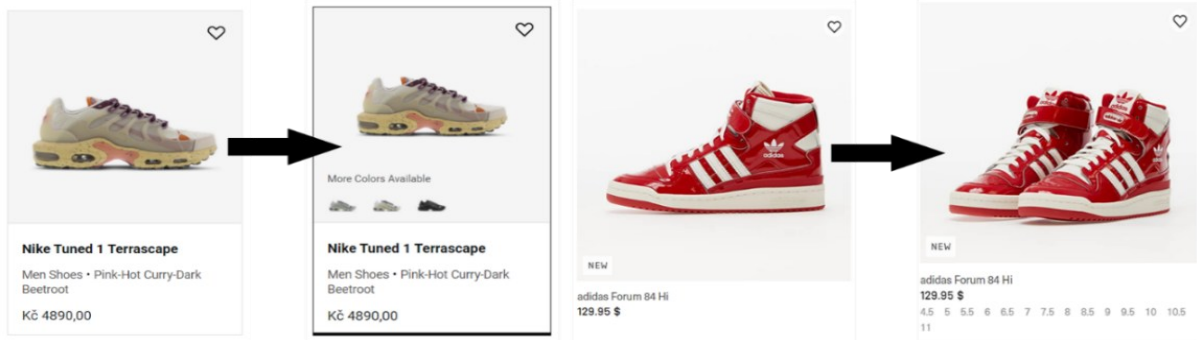 Nike Tuned 1 Terrascape
Men Shoes • Pink-Hot Curry-Dark
Beetroot
Kč 4890,00
More Colors Available
Nike Tuned 1 Terrascape
Men Shoes • Pink-Hot Curry-Dark
Beetroot
Kč 4890,00
adidas
NEW
adidas Forum 84 Hi
129.95 $
adidas
NEW
adidas Forum 84 Hi
129.95 $
4.5 5 5.5 6 6.5 7 7.5 8 8.5 9 9.5 10 10.5
11